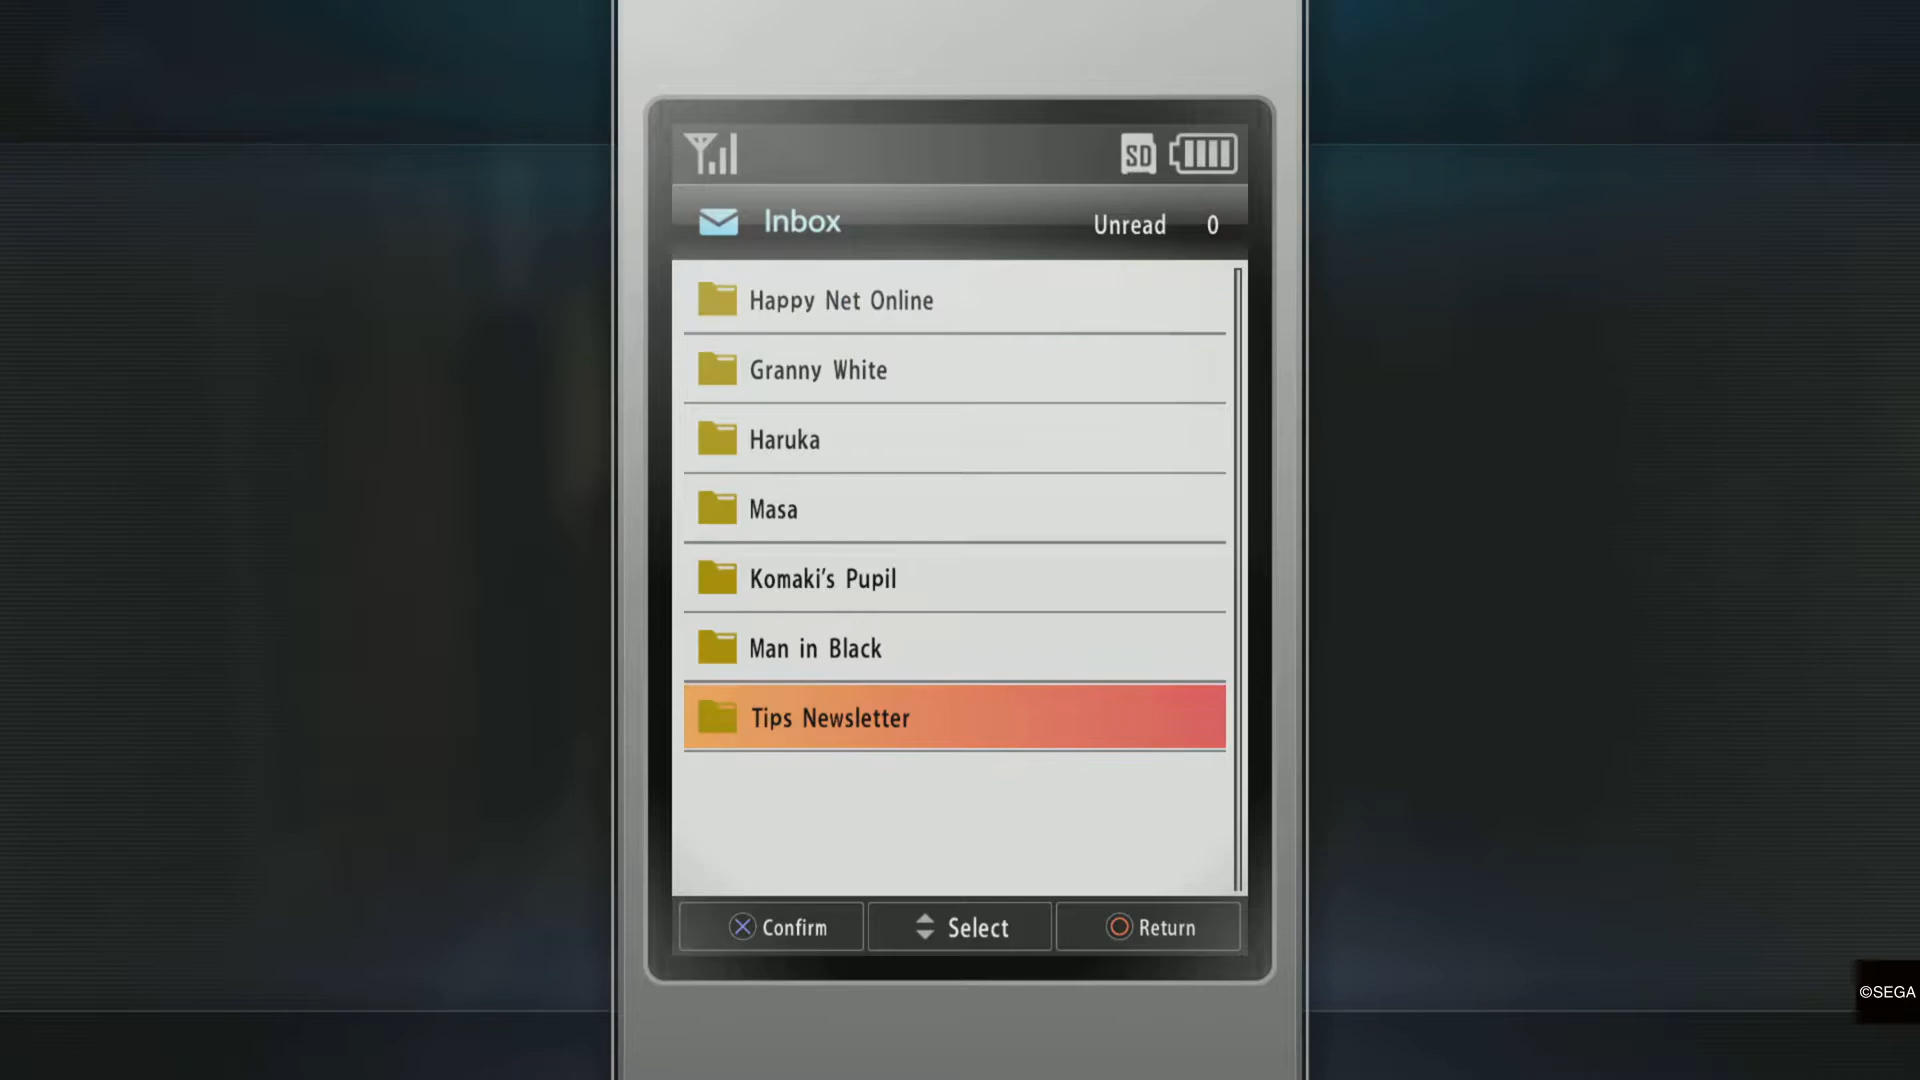 SD
Inbox
Unread 0
Happy Net Online
Granny White
Haruka
Masa
Komaki's Pupil
Man in Black
Tips Newsletter
Confirm
Select
Return
©SEGA